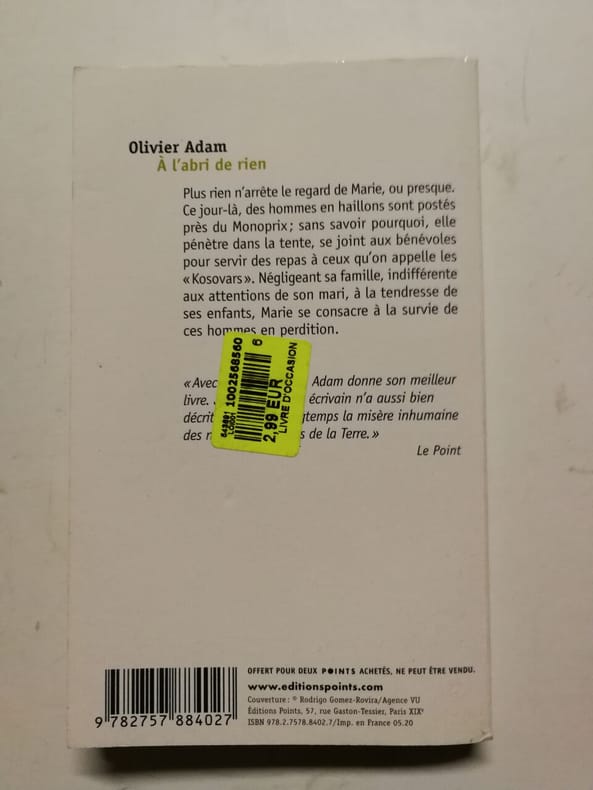 Olivier Adam
À l'abri de rien
Plus rien n'arrête le regard de Marie, ou presque.
Ce jour-là, des hommes en haillons sont postés
près du Monoprix ; sans savoir pourquoi, elle
pénètre dans la tente, se joint aux bénévoles
pour servir des repas à ceux qu'on appelle les
« Kosovars ». Négligeant sa famille, indifférente
aux attentions de son mari, à la tendresse de
ses enfants, Marie se consacre à la survie de
ces hommes en perdition.
« Avec Adam donne son meilleur
livre. écrivain n'a aussi bien
décrit la misère inhumaine
des de la Terre. »
Le Point
1002568560
6
2,99 EUR
LIVRE D'OCCASION
OFFERT POUR DEUX POINTS ACHETÉS, NE PEUT ÊTRE VENDU.
www.editionspoints.com
Couverture : © Rodrigo Gomez-Rovira/Agence VU
Éditions Points, 57, rue Gaston-Tessier, Paris XIXe
ISBN 978.2.7578.8402.7/Imp. en France 05.20
9 782757 884027